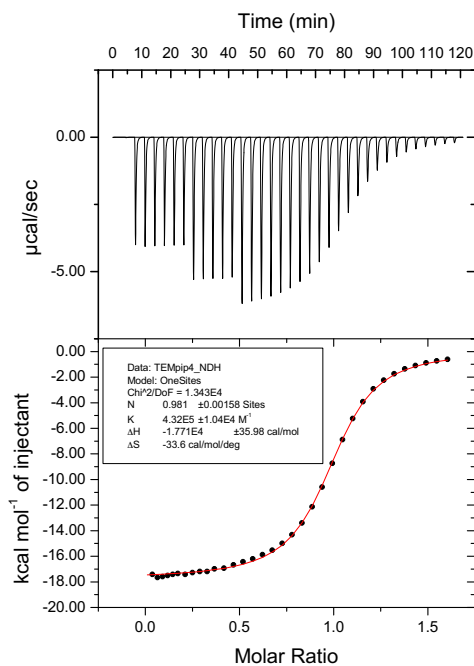 Time (min)
0 10 20 30 40 50 60 70 80 90 100 110 120
0.00
-5.00
µcal/sec
0.00
-2.00
-4.00
-6.00
-8.00
-10.00
-12.00
-14.00
-16.00
-18.00
-20.00
kcal mol⁻¹ of injectant
Data: TEMpip4_NDH
Model: OneSites
Chi^2/DoF = 1.343E4
N 0.981 ±0.00158 Sites
K 4.32E5 ±1.04E4 M⁻¹
ΔH -1.771E4 ±35.98 cal/mol
ΔS -33.6 cal/mol/deg
0.0 0.5 1.0 1.5
Molar Ratio